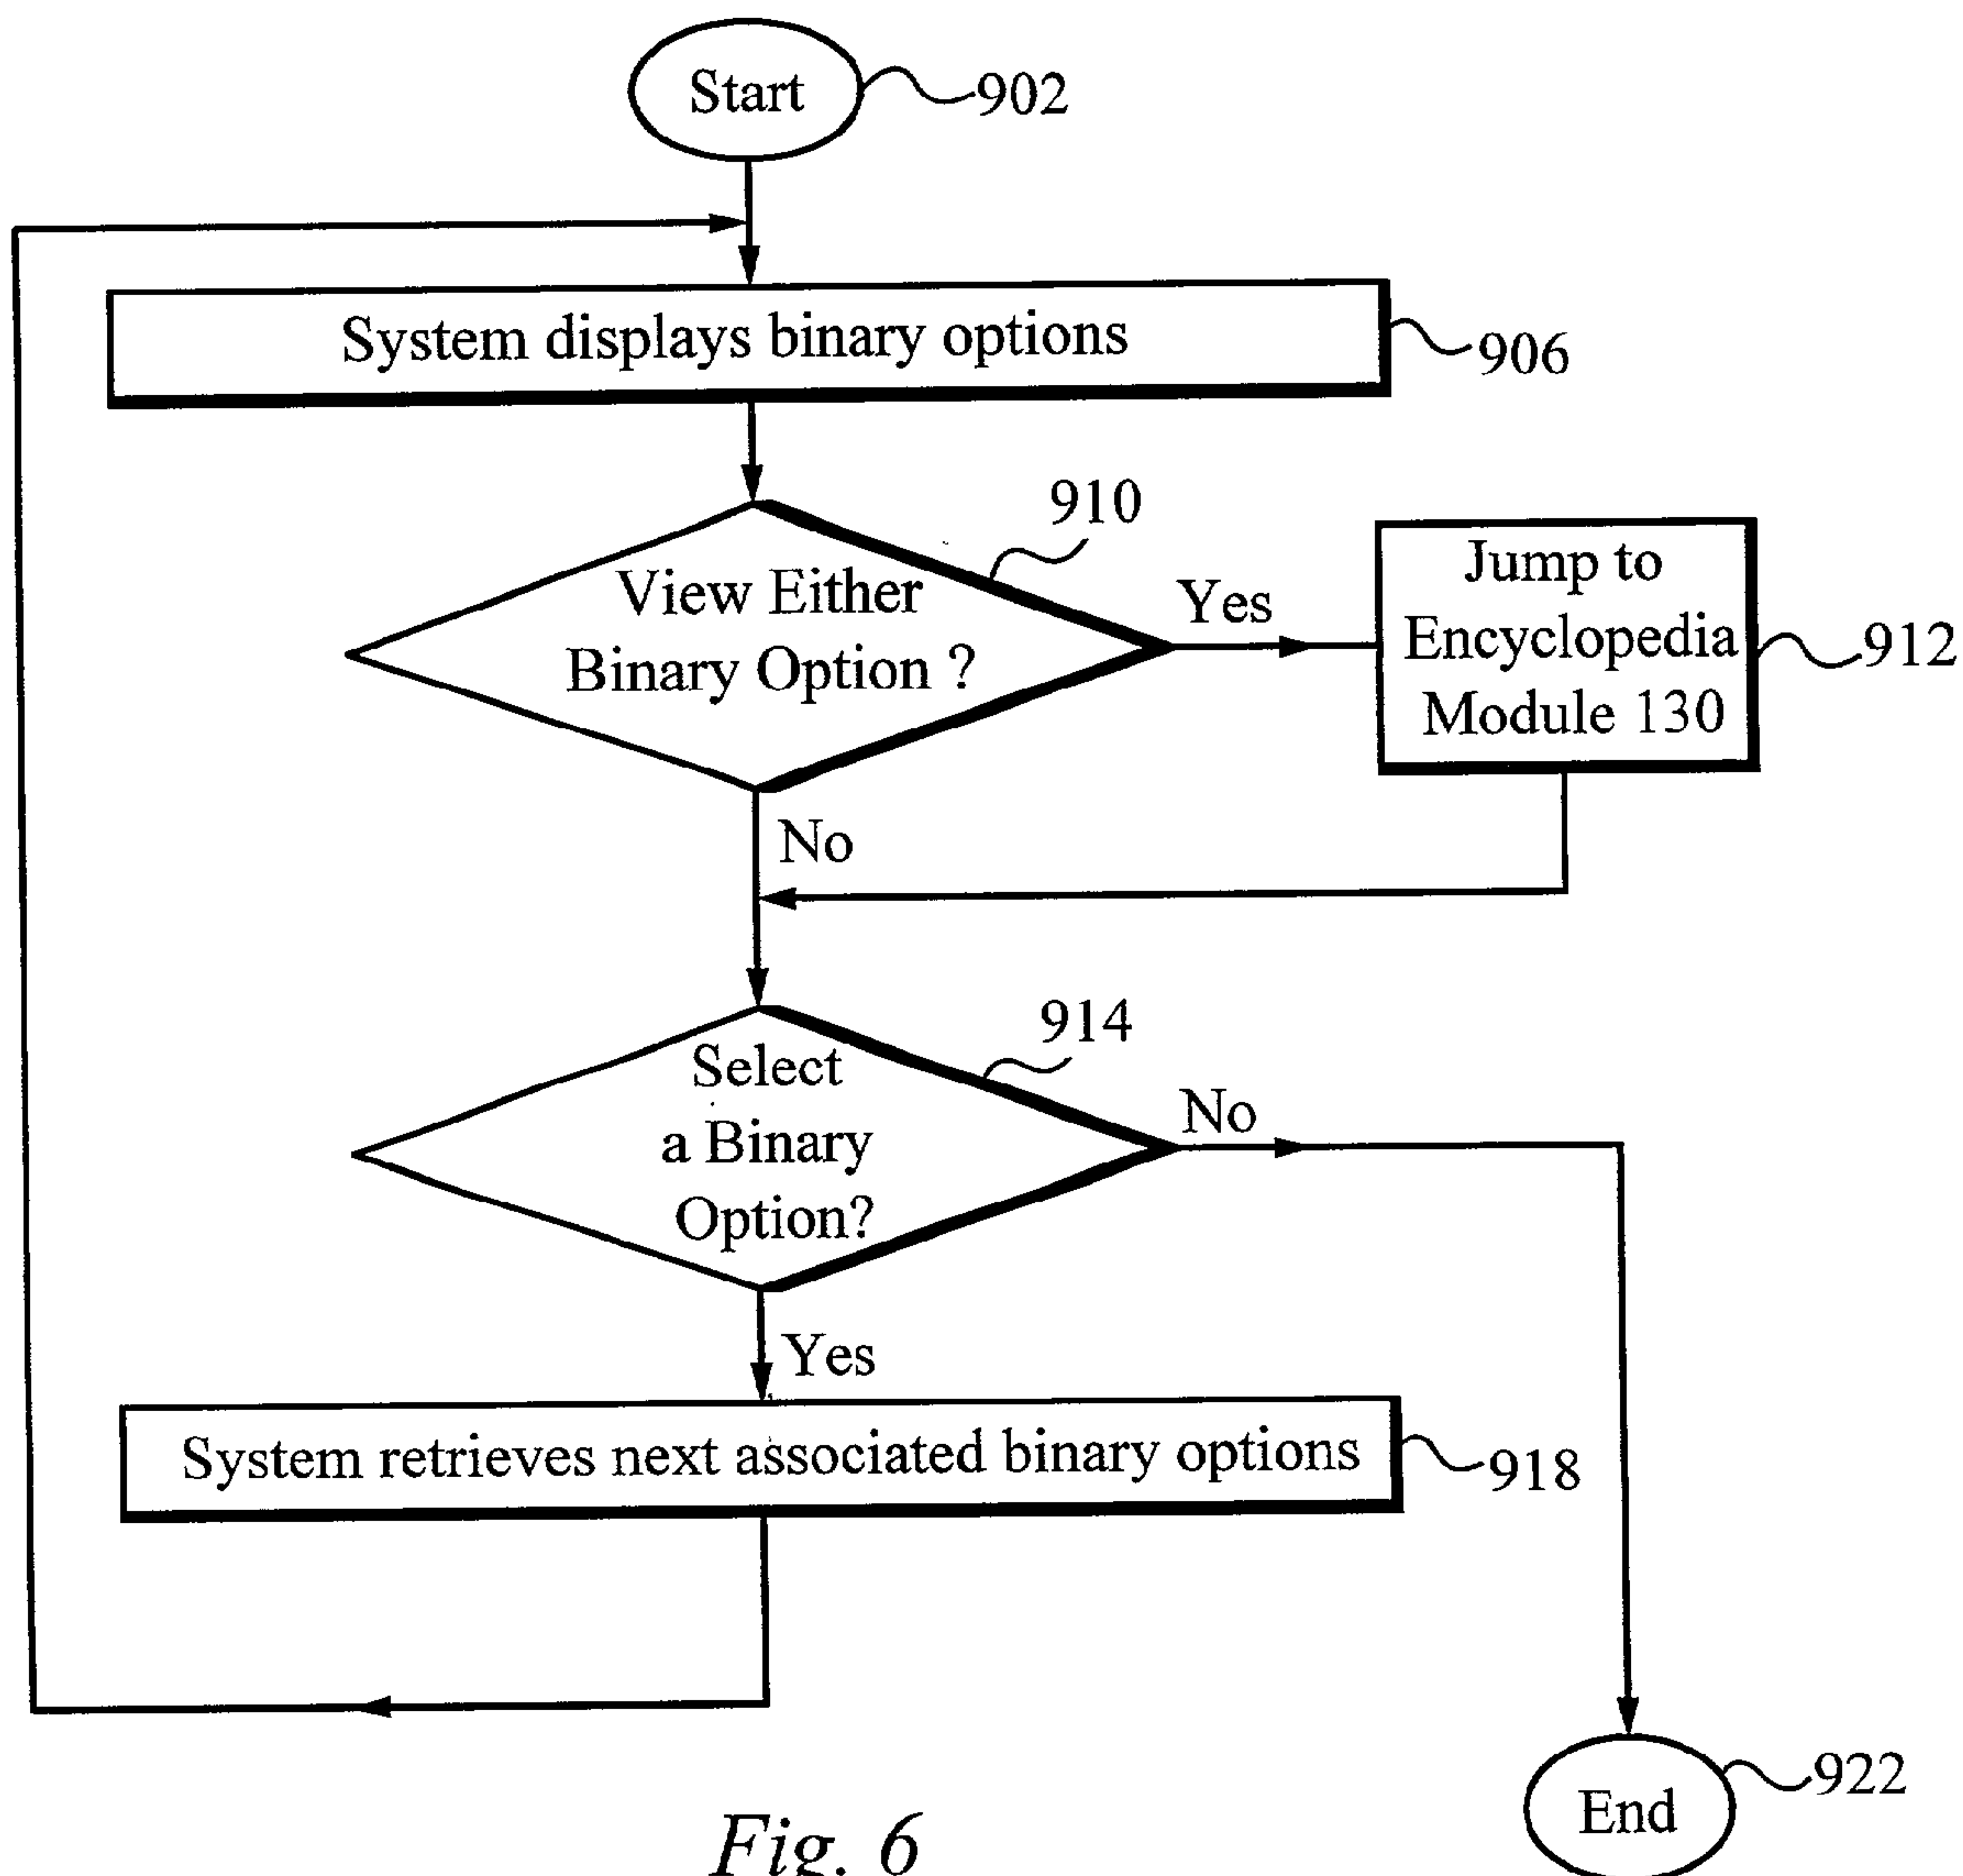 Start
902
System displays binary options
906
910
View Either
Binary Option ?
Yes
Jump to
Encyclopedia
Module 130
912
No
914
Select
a Binary
Option?
No
Yes
System retrieves next associated binary options
918
End
922
Fig. 6